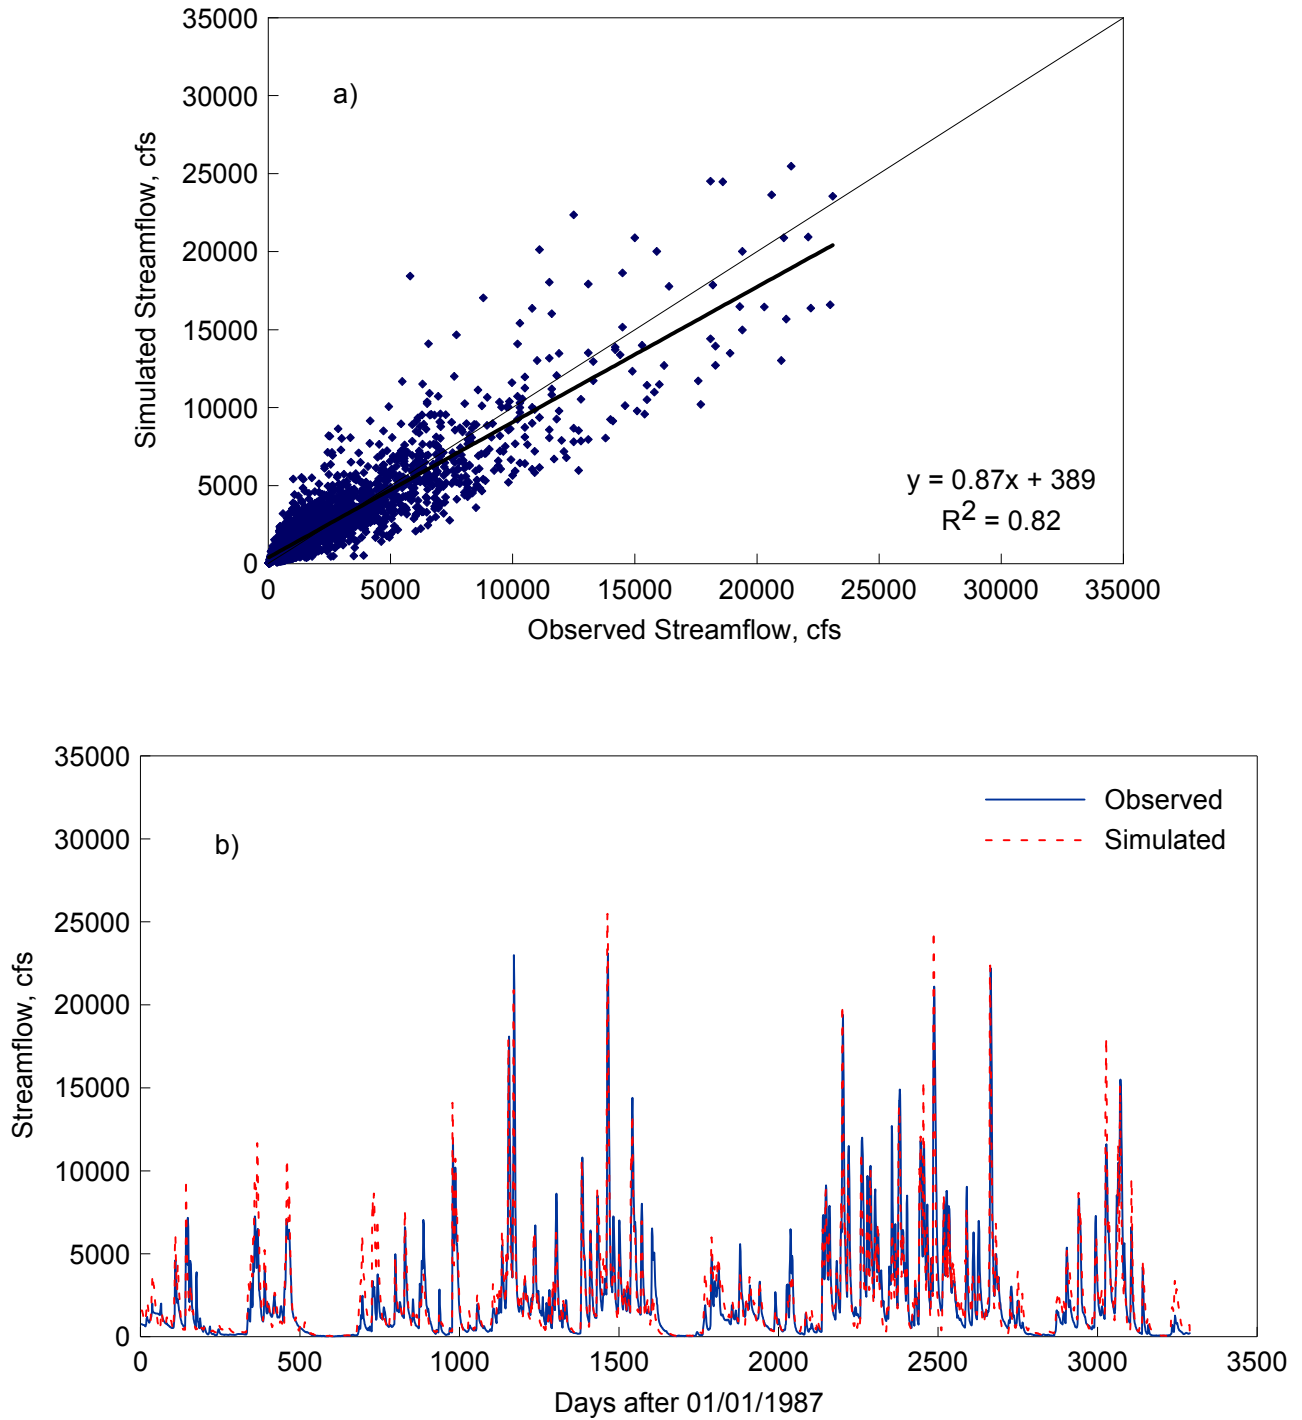 35000
30000
25000
20000
15000
10000
5000
0
Simulated Streamflow, cfs
a)
y = 0.87x + 389
R2 = 0.82
0 5000 10000 15000 20000 25000 30000 35000
Observed Streamflow, cfs
35000
30000
25000
20000
15000
10000
5000
0
Streamflow, cfs
b)
Observed
Simulated
0 500 1000 1500 2000 2500 3000 3500
Days after 01/01/1987